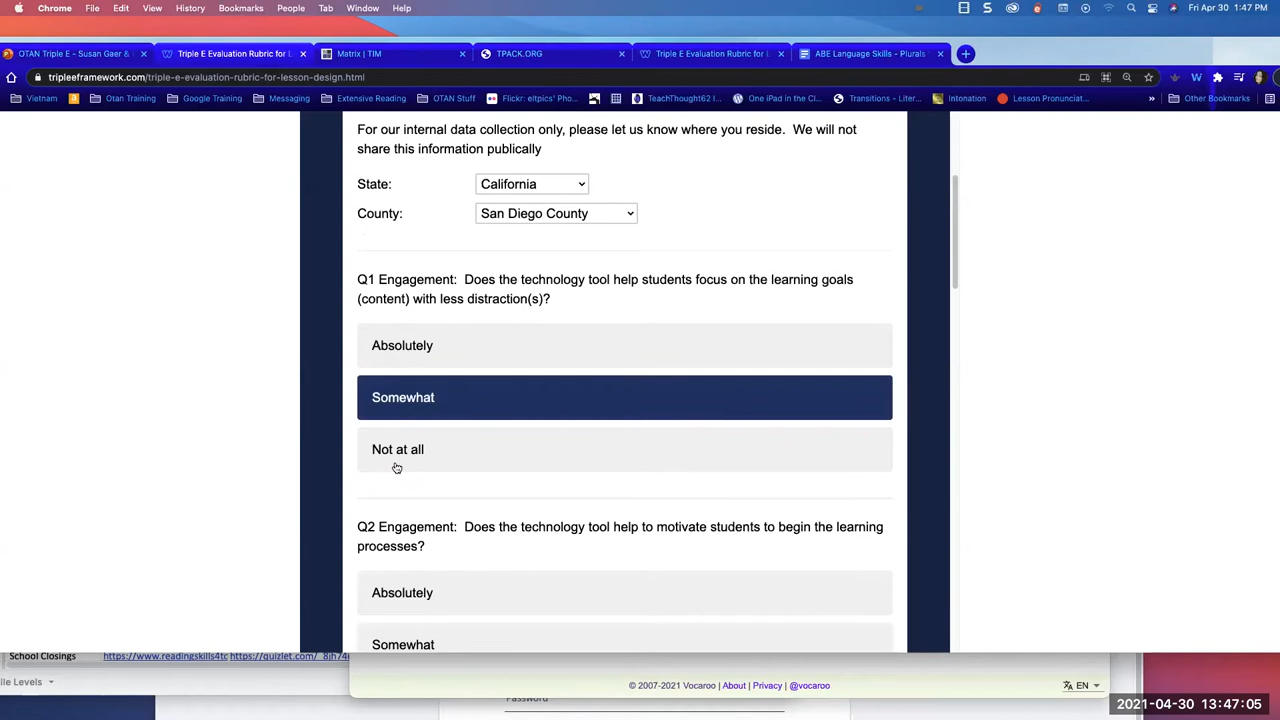 Chrome File Edit View History Bookmarks People Tab Window Help Fri Apr 30 1:47 PM
OTAN Triple E - Susan Gaer & Triple E Evaluation Rubric for L Matrix | TIM TPACK.ORG Triple E Evaluation Rubric for L ABE Language Skills - Plurals
tripleeframework.com/triple-e-evaluation-rubric-for-lesson-design.html
Vietnam Otan Training Google Training Messaging Extensive Reading OTAN Stuff Flickr: eltpics' Pho... TeachThought62 I... One iPad in the Cl... Transitions - Liter... Intonation Lesson Pronunciat... » Other Bookmarks
For our internal data collection only, please let us know where you reside. We will not
share this information publically
State: California
County: San Diego County
Q1 Engagement: Does the technology tool help students focus on the learning goals
(content) with less distraction(s)?
Absolutely
Somewhat
Not at all
Q2 Engagement: Does the technology tool help to motivate students to begin the learning
processes?
Absolutely
Somewhat
School Closings https://www.readingskills4tc https://quizlet.com/_8lh74
lle Levels
© 2007-2021 Vocaroo | About | Privacy | @vocaroo EN
Password
2021-04-30 13:47:05